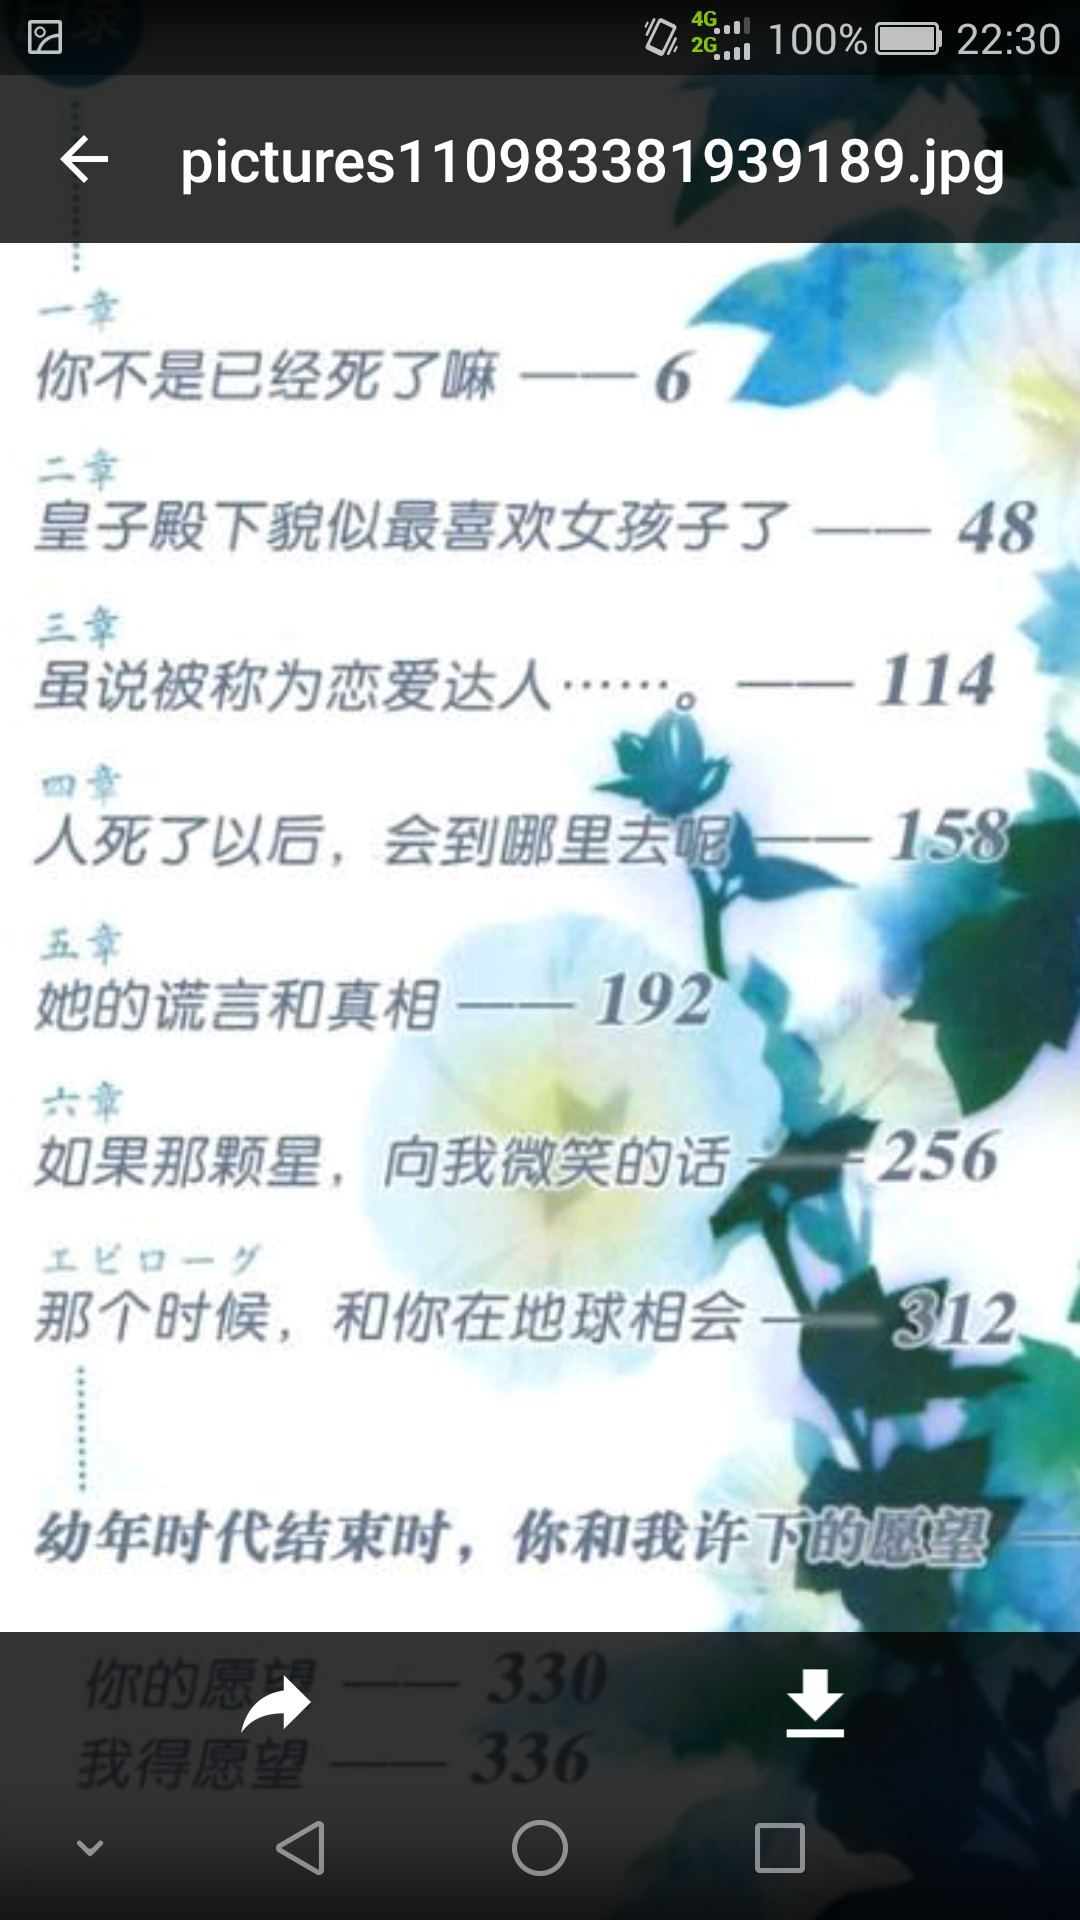 目录
4G
2G
100%
22:30
pictures110983381939189.jpg
一章
你不是已经死了嘛 —— 6
二章
皇子殿下貌似最喜欢女孩子了 —— 48
三章
虽说被称为恋爱达人……。 —— 114
四章
人死了以后，会到哪里去呢 —— 158
五章
她的谎言和真相 —— 192
六章
如果那颗星，向我微笑的话 —— 256
エピローグ
那个时候，和你在地球相会 —— 312
幼年时代结束时，你和我许下的愿望 —
你的愿望 —— 330
我得愿望 —— 336